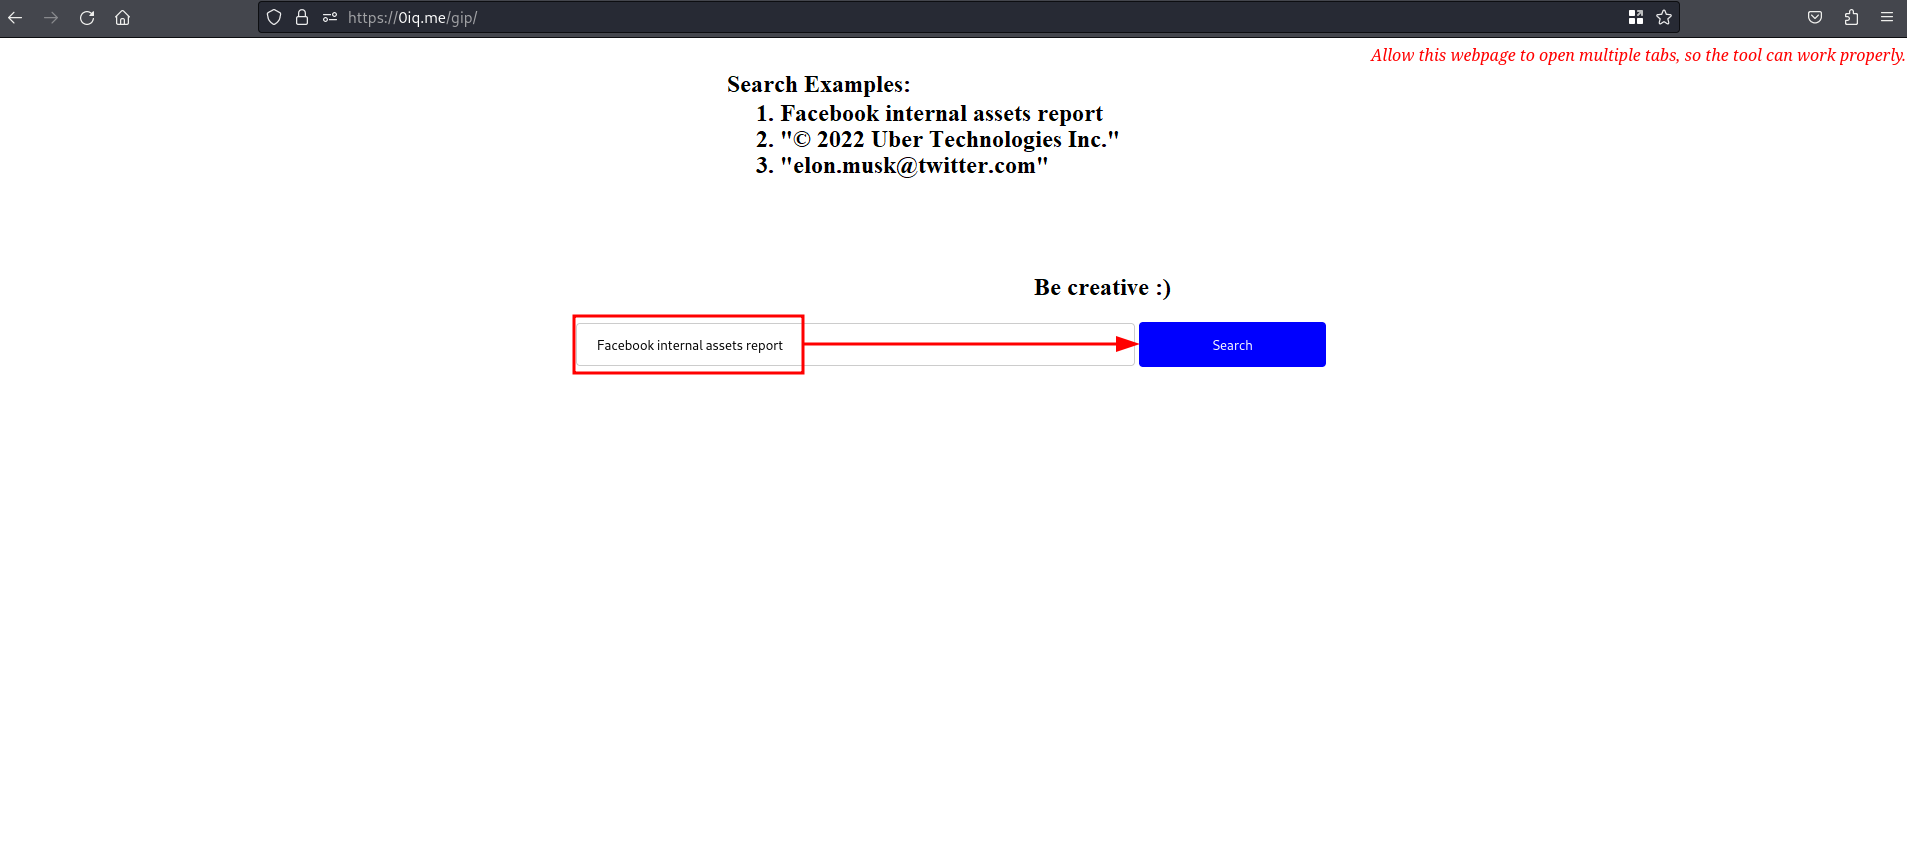 https://0iq.me/gip/
Allow this webpage to open multiple tabs, so the tool can work properly.
Search Examples:
1. Facebook internal assets report
2. "© 2022 Uber Technologies Inc."
3. "elon.musk@twitter.com"
Be creative :)
Facebook internal assets report
Search